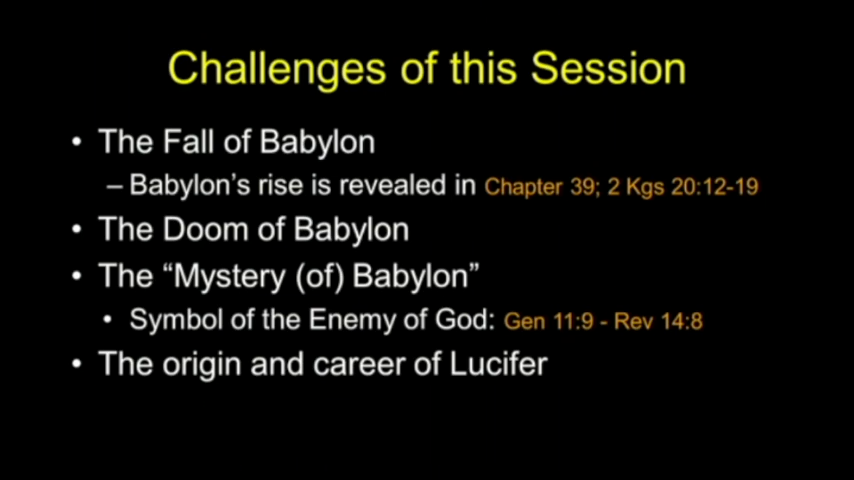 Challenges of this Session
• The Fall of Babylon
– Babylon's rise is revealed in Chapter 39; 2 Kgs 20:12-19
• The Doom of Babylon
• The “Mystery (of) Babylon”
• Symbol of the Enemy of God: Gen 11:9 - Rev 14:8
• The origin and career of Lucifer